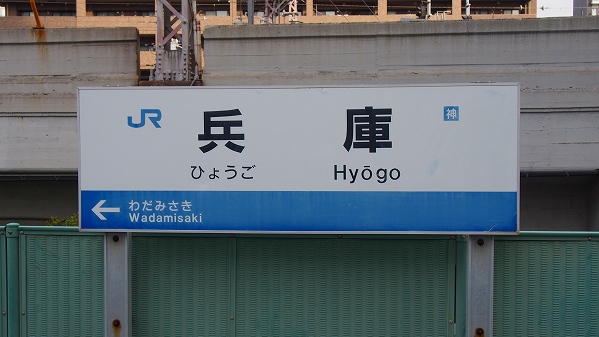 JR 兵庫 神
ひょうご Hyōgo
← わだみさき
Wadamisaki